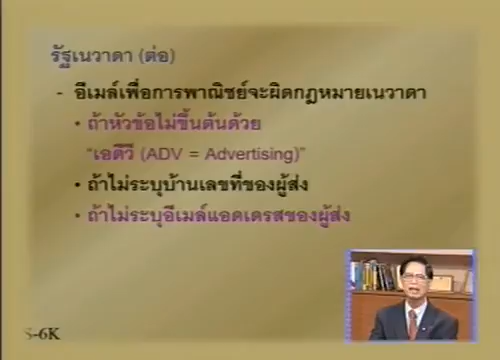 รัฐเนวาดา (ต่อ)
- อีเมล์เพื่อการพาณิชย์จะผิดกฎหมายเนวาดา
• ถ้าหัวข้อไม่ขึ้นต้นด้วย
“เอดีวี (ADV = Advertising)”
• ถ้าไม่ระบุบ้านเลขที่ของผู้ส่ง
• ถ้าไม่ระบุอีเมล์แอดเดรสของผู้ส่ง
S-6K